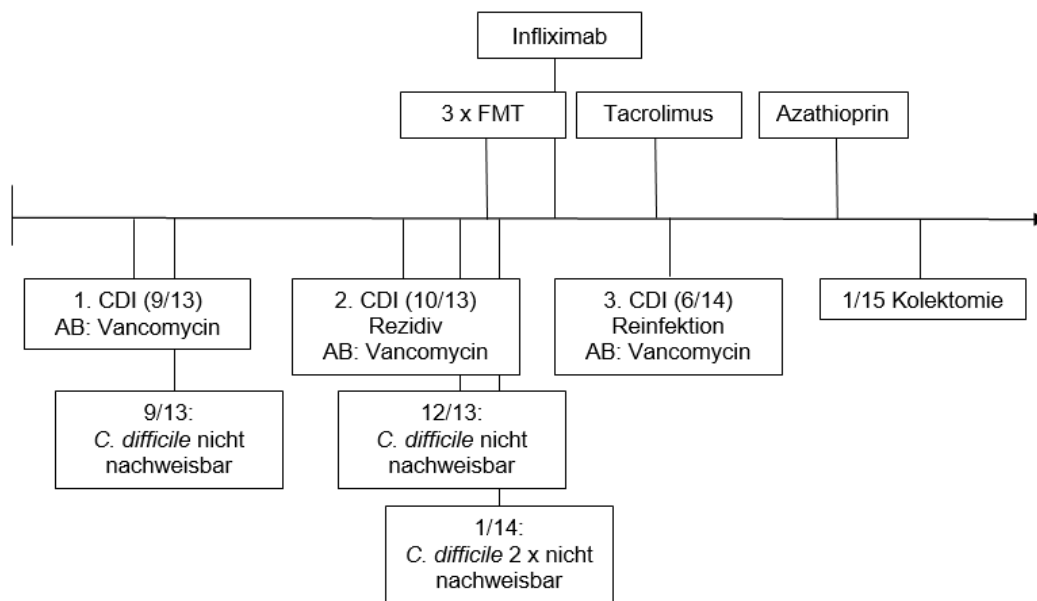 Infliximab
3 x FMT
Tacrolimus
Azathioprin
1. CDI (9/13)
AB: Vancomycin
2. CDI (10/13)
Rezidiv
AB: Vancomycin
3. CDI (6/14)
Reinfektion
AB: Vancomycin
1/15 Kolektomie
9/13:
C. difficile nicht
nachweisbar
12/13:
C. difficile nicht
nachweisbar
1/14:
C. difficile 2 x nicht
nachweisbar